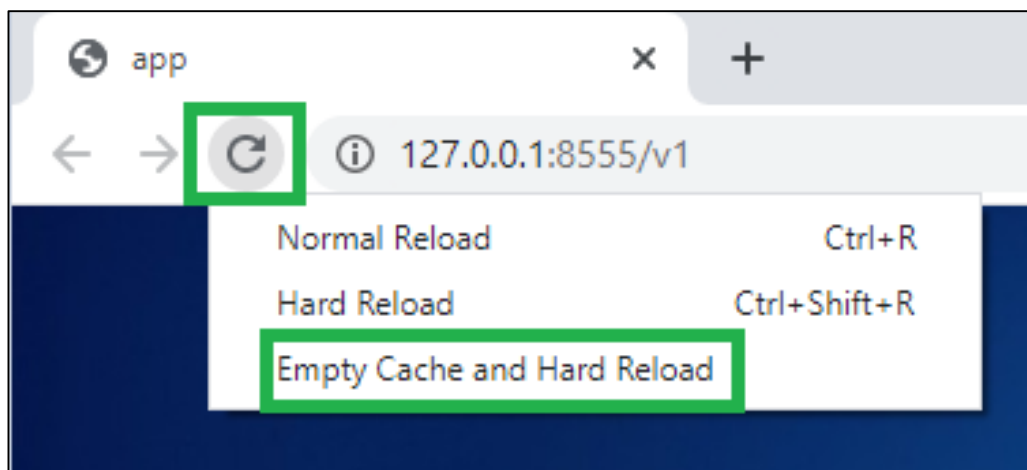 app
127.0.0.1:8555/v1
Normal Reload Ctrl+R
Hard Reload Ctrl+Shift+R
Empty Cache and Hard Reload